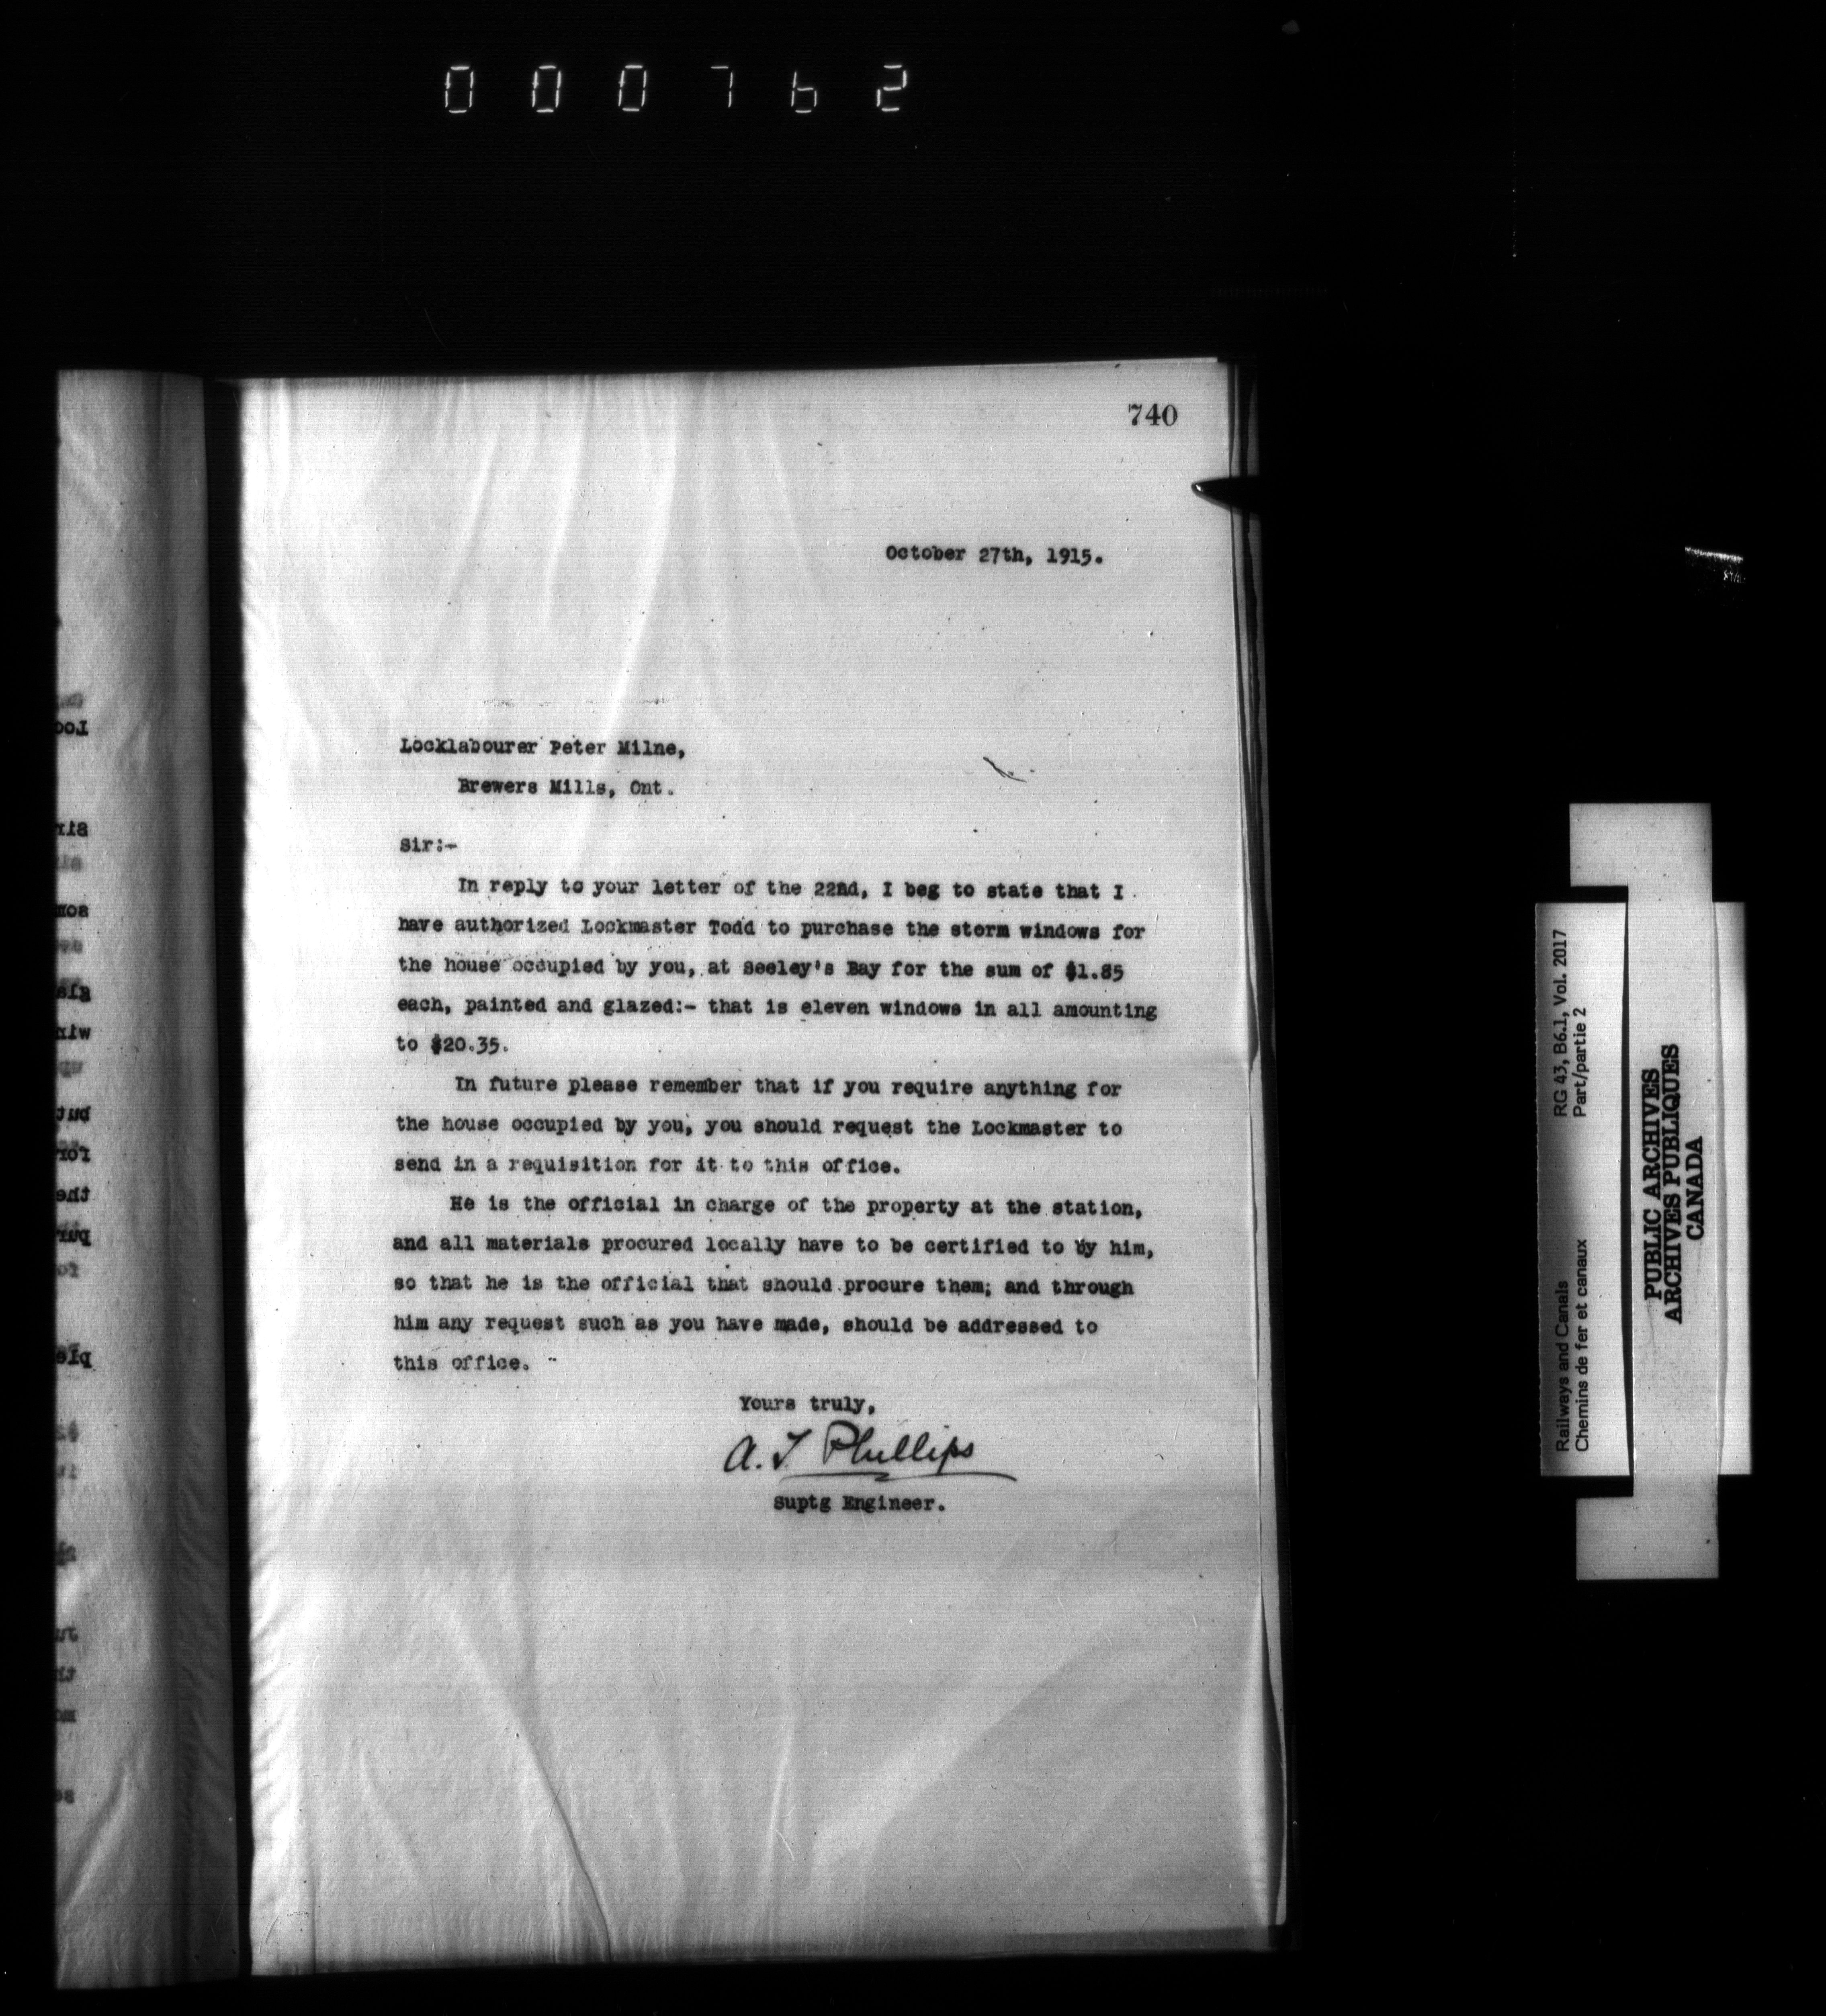 000762
740
October 27th, 1915.
Locklabourer Peter Milne,
Brewers Mills, Ont.
Sir:-
In reply to your letter of the 22nd, I beg to state that I
have authorized Lockmaster Todd to purchase the storm windows for
the house occupied by you, at Seeley's Bay for the sum of $1.85
each, painted and glazed:- that is eleven windows in all amounting
to $20.35.
In future please remember that if you require anything for
the house occupied by you, you should request the Lockmaster to
send in a requisition for it to this office.
He is the official in charge of the property at the station,
and all materials procured locally have to be certified to by him,
so that he is the official that should procure them; and through
him any request such as you have made, should be addressed to
this office.
Yours truly,
A. T. Phillips
Suptg Engineer.
Railways and Canals RG 43, B6.1, Vol. 2017
Chemins de fer et canaux Part/partie 2
PUBLIC ARCHIVES
ARCHIVES PUBLIQUES
CANADA